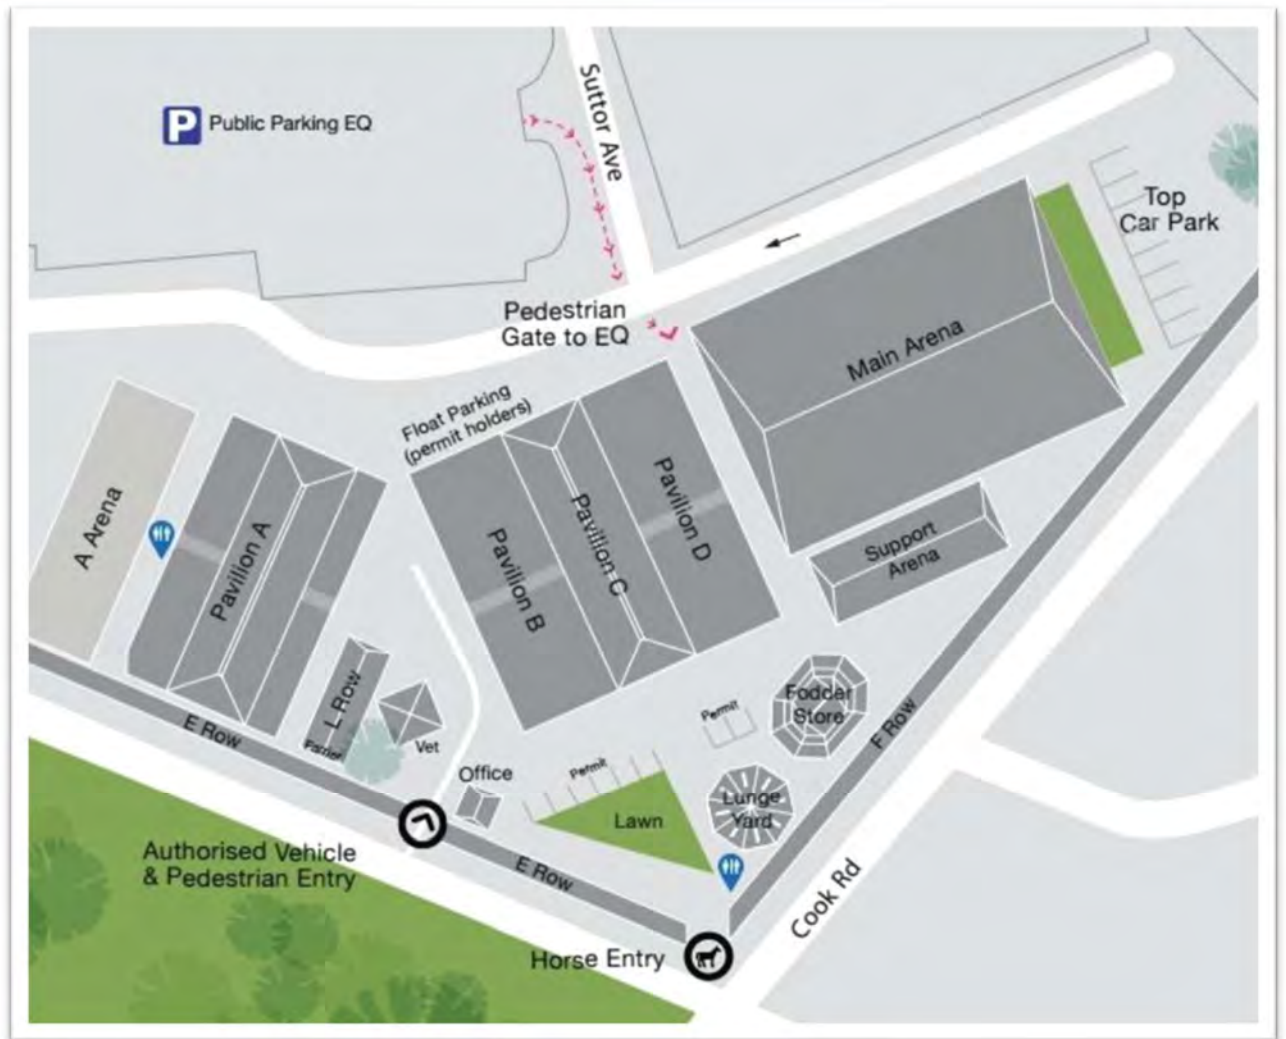 P Public Parking EQ
Suttor Ave
Top
Car Park
Pedestrian
Gate to EQ
Main Arena
Float Parking
(permit holders)
A Arena
Pavilion A
Pavilion B
Pavilion C
Pavilion D
Support
Arena
L Row
Farrier
Vet
E Row
Office
Permit
Permit
Fodder
Store
F Row
Lunge
Yard
Lawn
Authorised Vehicle
& Pedestrian Entry
E Row
Cook Rd
Horse Entry